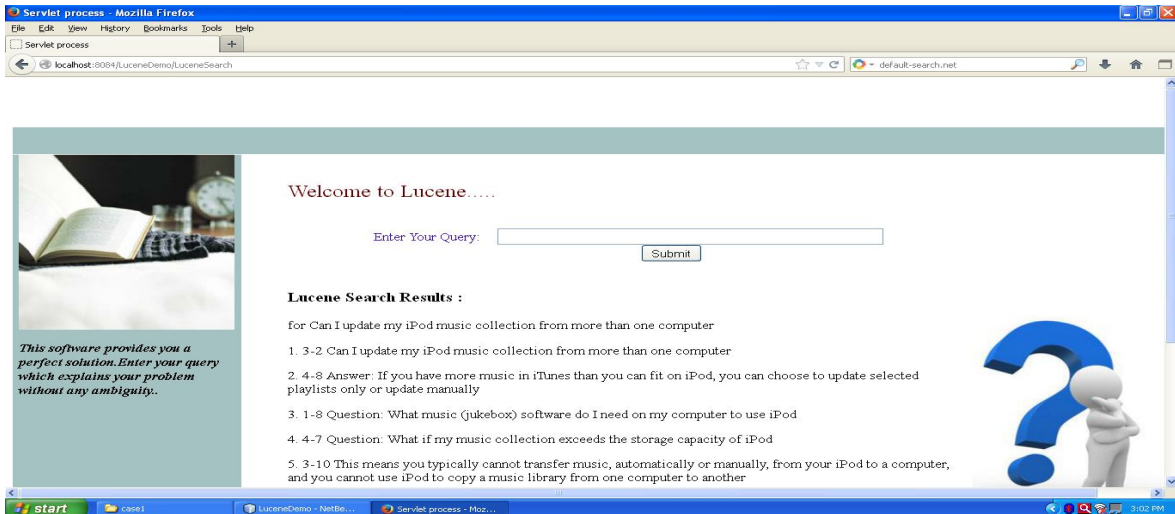 Servlet process - Mozilla Firefox
File Edit View History Bookmarks Tools Help
Servlet process
localhost:8084/LuceneDemo/LuceneSearch
default-search.net
Welcome to Lucene.....
Enter Your Query:
Submit
Lucene Search Results :
for Can I update my iPod music collection from more than one computer
1. 3-2 Can I update my iPod music collection from more than one computer
2. 4-8 Answer: If you have more music in iTunes than you can fit on iPod, you can choose to update selected
playlists only or update manually
3. 1-8 Question: What music (jukebox) software do I need on my computer to use iPod
4. 4-7 Question: What if my music collection exceeds the storage capacity of iPod
5. 3-10 This means you typically cannot transfer music, automatically or manually, from your iPod to a computer,
and you cannot use iPod to copy a music library from one computer to another
This software provides you a
perfect solution.Enter your query
which explains your problem
without any ambiguity..
start
case1
LuceneDemo - NetBe...
Servlet process - Moz...
3:02 PM